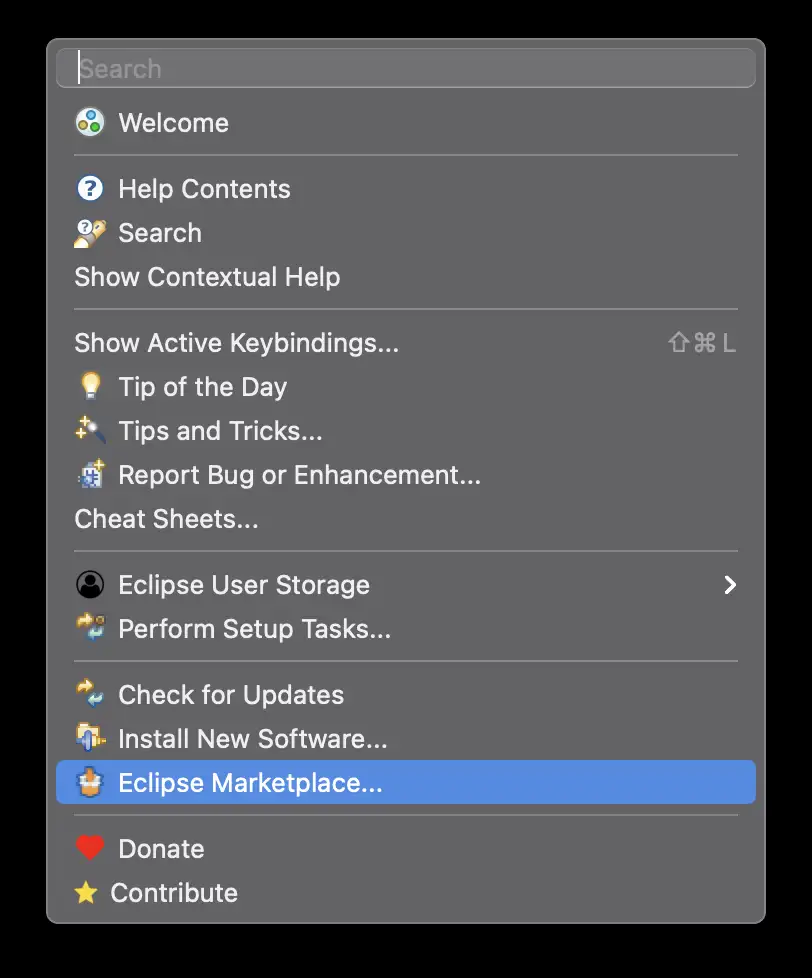 Search
Welcome
Help Contents
Search
Show Contextual Help
Show Active Keybindings... ⇧⌘L
Tip of the Day
Tips and Tricks...
Report Bug or Enhancement...
Cheat Sheets...
Eclipse User Storage
Perform Setup Tasks...
Check for Updates
Install New Software...
Eclipse Marketplace...
Donate
Contribute